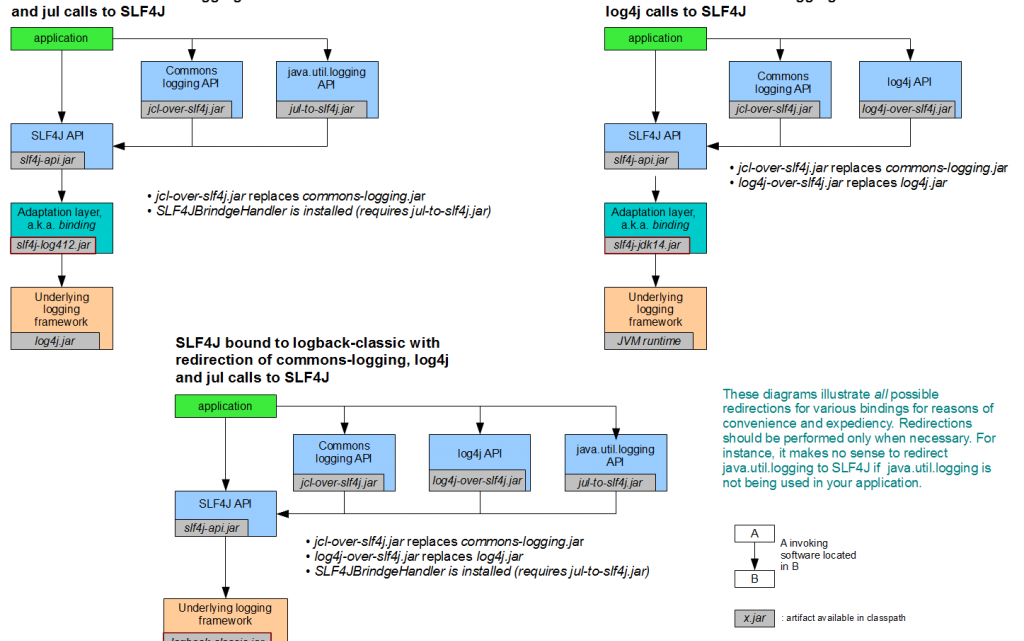 and jul calls to SLF4J
application
Commons
logging API
jcl-over-slf4j.jar
java.util.logging
API
jul-to-slf4j.jar
SLF4J API
slf4j-api.jar
• jcl-over-slf4j.jar replaces commons-logging.jar
• SLF4JBrindgeHandler is installed (requires jul-to-slf4j.jar)
Adaptation layer,
a.k.a. binding
slf4j-log412.jar
Underlying
logging
framework
log4j.jar
log4j calls to SLF4J
application
Commons
logging API
jcl-over-slf4j.jar
log4j API
log4j-over-slf4j.jar
SLF4J API
slf4j-api.jar
• jcl-over-slf4j.jar replaces commons-logging.jar
• log4j-over-slf4j.jar replaces log4j.jar
Adaptation layer,
a.k.a. binding
slf4j-jdk14.jar
Underlying
logging
framework
JVM runtime
SLF4J bound to logback-classic with
redirection of commons-logging, log4j
and jul calls to SLF4J
application
Commons
logging API
jcl-over-slf4j.jar
log4j API
log4j-over-slf4j.jar
java.util.logging
API
jul-to-slf4j.jar
SLF4J API
slf4j-api.jar
• jcl-over-slf4j.jar replaces commons-logging.jar
• log4j-over-slf4j.jar replaces log4j.jar
• SLF4JBrindgeHandler is installed (requires jul-to-slf4j.jar)
Underlying logging
framework
These diagrams illustrate all possible
redirections for various bindings for reasons of
convenience and expediency. Redirections
should be performed only when necessary. For
instance, it makes no sense to redirect
java.util.logging to SLF4J if java.util.logging is
not being used in your application.
A
A invoking
software located
in B
B
x.jar : artifact available in classpath